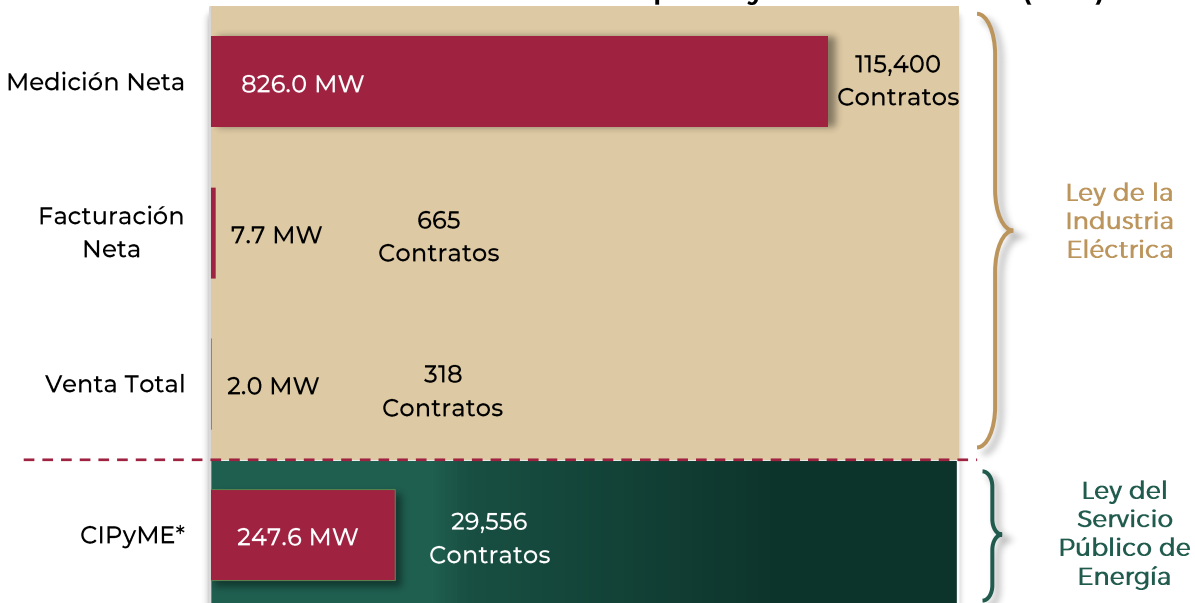 Medición Neta
826.0 MW
115,400
Contratos
Facturación
Neta
7.7 MW
665
Contratos
Ley de la
Industria
Eléctrica
Venta Total
2.0 MW
318
Contratos
CIPyME*
247.6 MW
29,556
Contratos
Ley del
Servicio
Público de
Energía